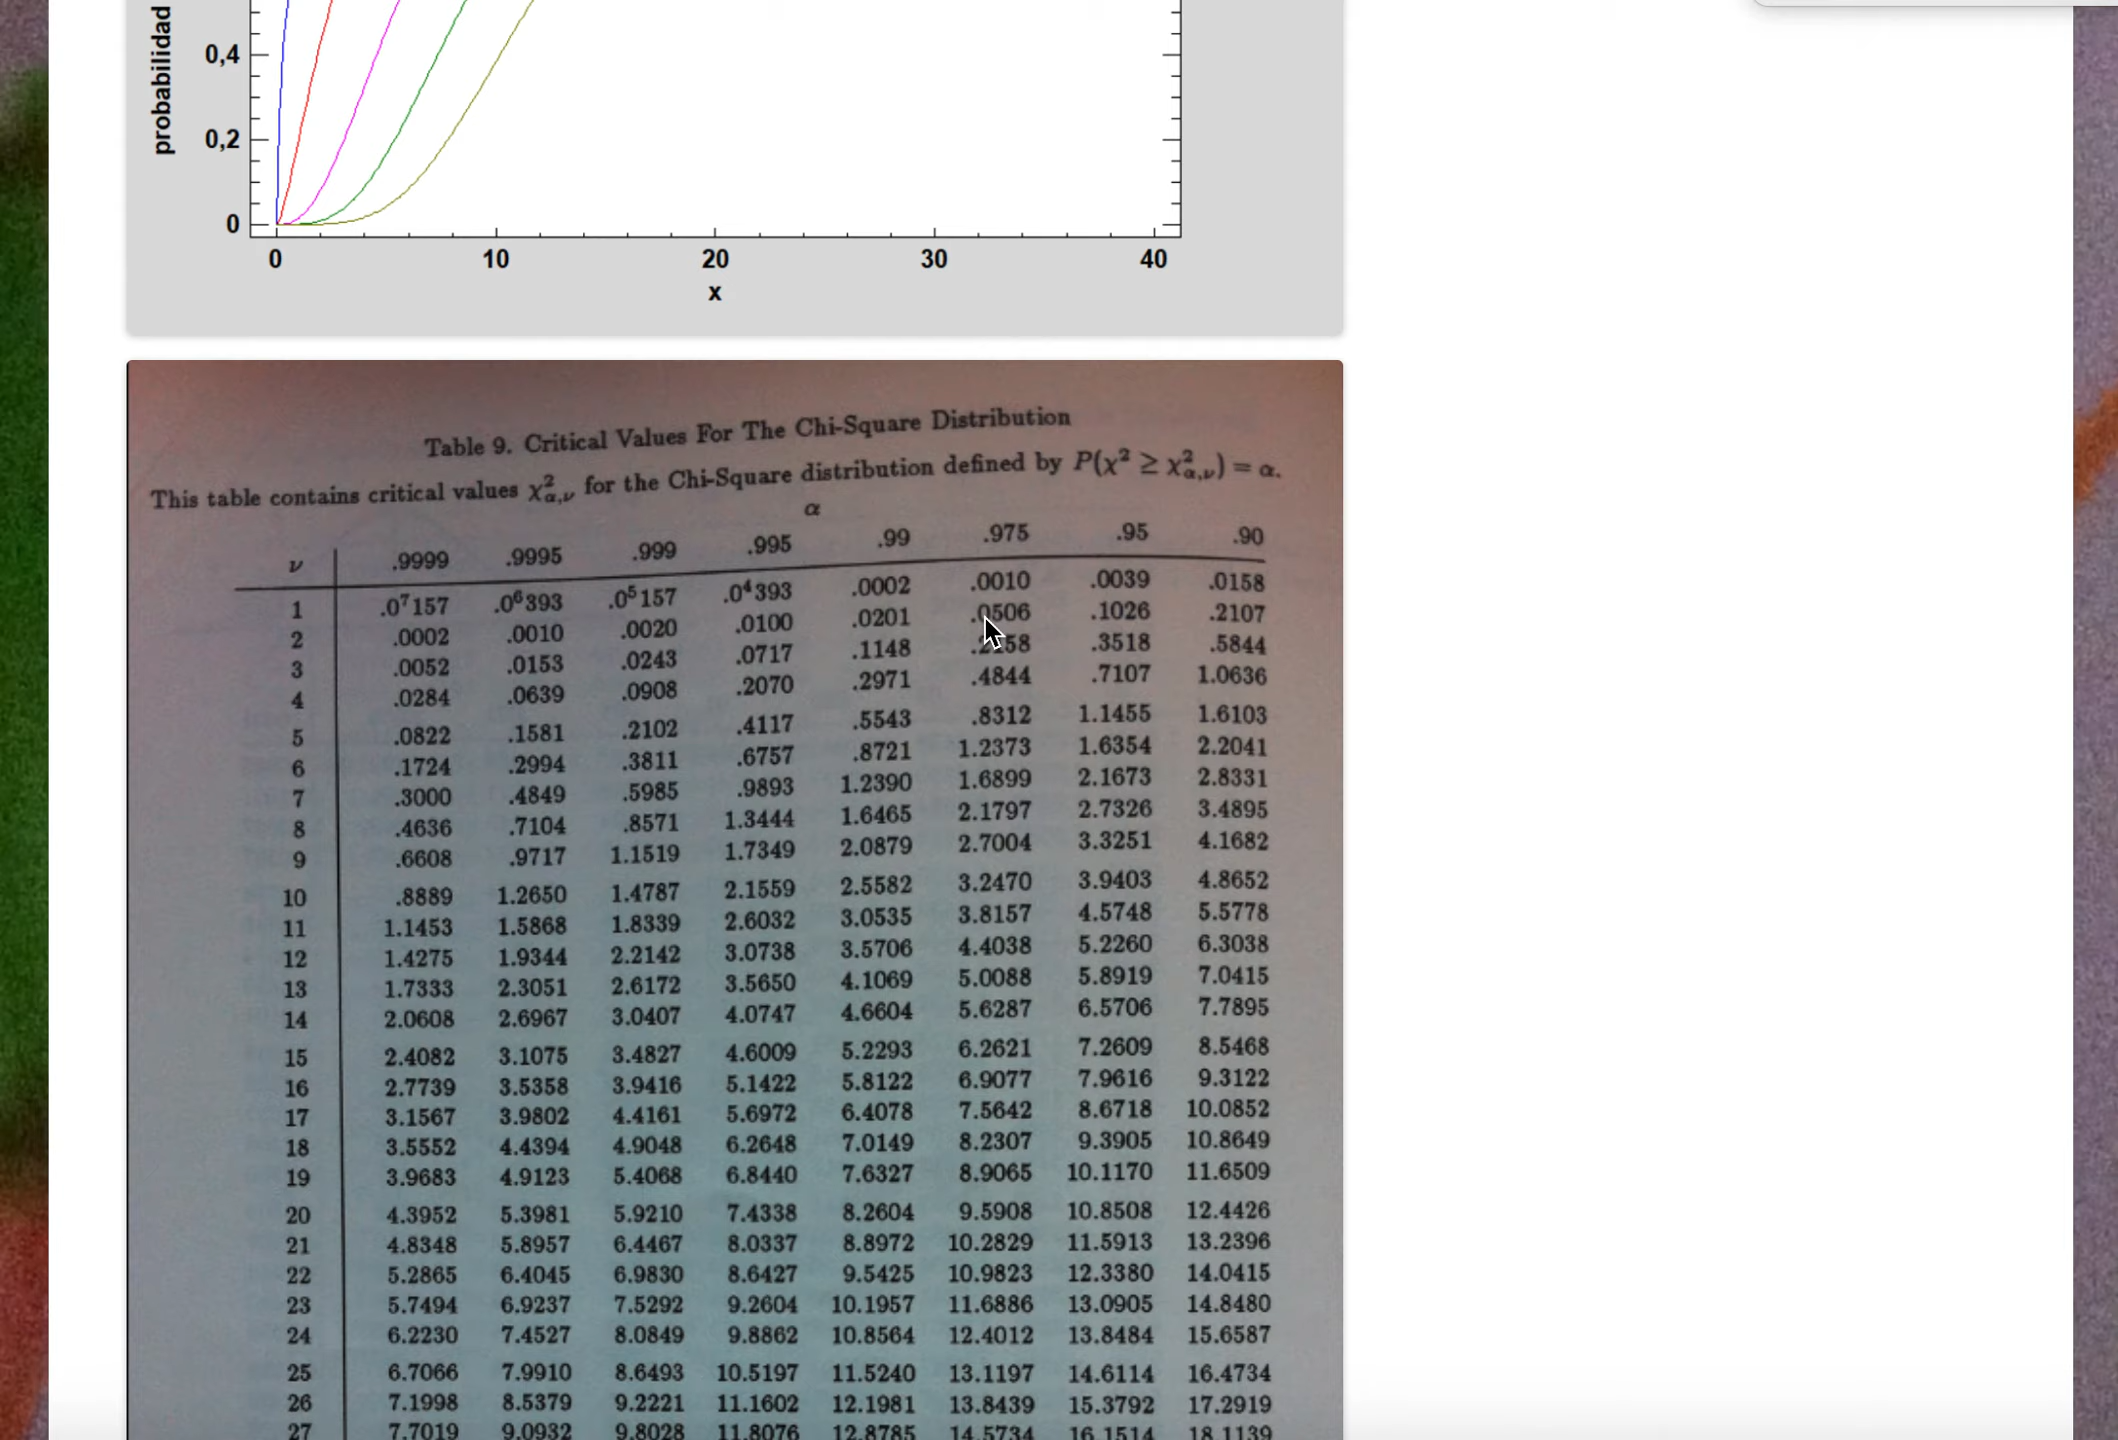 probabilidad
0,4
0,2
0
0 10 20 30 40
x
Table 9. Critical Values For The Chi-Square Distribution
This table contains critical values χ²α,ν for the Chi-Square distribution defined by P(χ² ≥ χ²α,ν) = α.
α
ν .9999 .9995 .999 .995 .99 .975 .95 .90
1 .0⁷157 .0⁶393 .0⁵157 .0⁴393 .0002 .0010 .0039 .0158
2 .0002 .0010 .0020 .0100 .0201 .0506 .1026 .2107
3 .0052 .0153 .0243 .0717 .1148 .2158 .3518 .5844
4 .0284 .0639 .0908 .2070 .2971 .4844 .7107 1.0636
5 .0822 .1581 .2102 .4117 .5543 .8312 1.1455 1.6103
6 .1724 .2994 .3811 .6757 .8721 1.2373 1.6354 2.2041
7 .3000 .4849 .5985 .9893 1.2390 1.6899 2.1673 2.8331
8 .4636 .7104 .8571 1.3444 1.6465 2.1797 2.7326 3.4895
9 .6608 .9717 1.1519 1.7349 2.0879 2.7004 3.3251 4.1682
10 .8889 1.2650 1.4787 2.1559 2.5582 3.2470 3.9403 4.8652
11 1.1453 1.5868 1.8339 2.6032 3.0535 3.8157 4.5748 5.5778
12 1.4275 1.9344 2.2142 3.0738 3.5706 4.4038 5.2260 6.3038
13 1.7333 2.3051 2.6172 3.5650 4.1069 5.0088 5.8919 7.0415
14 2.0608 2.6967 3.0407 4.0747 4.6604 5.6287 6.5706 7.7895
15 2.4082 3.1075 3.4827 4.6009 5.2293 6.2621 7.2609 8.5468
16 2.7739 3.5358 3.9416 5.1422 5.8122 6.9077 7.9616 9.3122
17 3.1567 3.9802 4.4161 5.6972 6.4078 7.5642 8.6718 10.0852
18 3.5552 4.4394 4.9048 6.2648 7.0149 8.2307 9.3905 10.8649
19 3.9683 4.9123 5.4068 6.8440 7.6327 8.9065 10.1170 11.6509
20 4.3952 5.3981 5.9210 7.4338 8.2604 9.5908 10.8508 12.4426
21 4.8348 5.8957 6.4467 8.0337 8.8972 10.2829 11.5913 13.2396
22 5.2865 6.4045 6.9830 8.6427 9.5425 10.9823 12.3380 14.0415
23 5.7494 6.9237 7.5292 9.2604 10.1957 11.6886 13.0905 14.8480
24 6.2230 7.4527 8.0849 9.8862 10.8564 12.4012 13.8484 15.6587
25 6.7066 7.9910 8.6493 10.5197 11.5240 13.1197 14.6114 16.4734
26 7.1998 8.5379 9.2221 11.1602 12.1981 13.8439 15.3792 17.2919
27 7.7019 9.0932 9.8028 11.8076 12.8785 14.5734 16.1514 18.1139